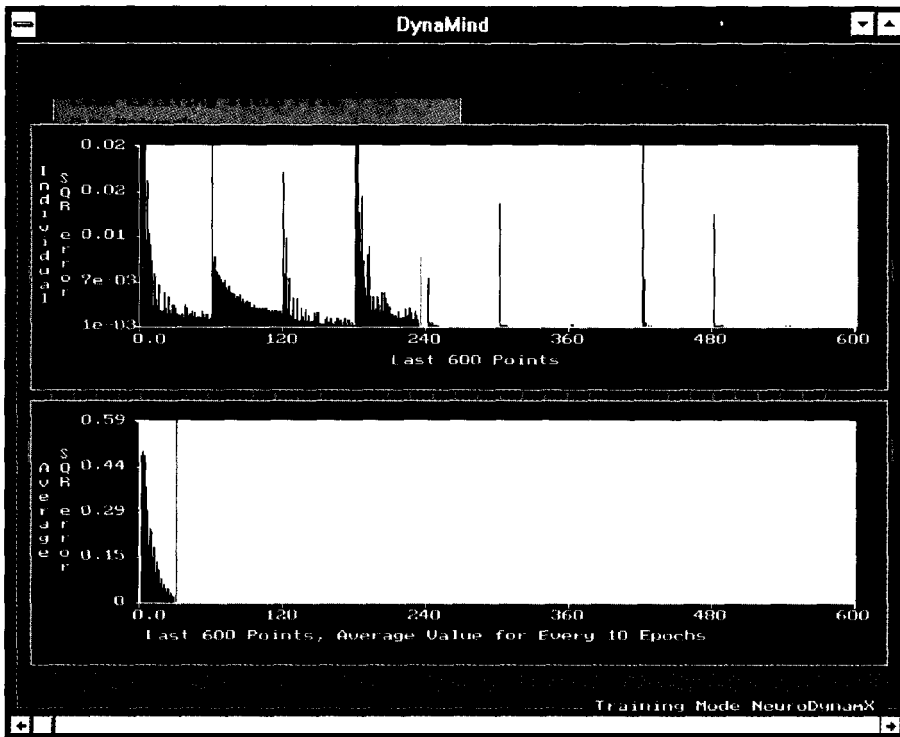 DynaMind
Individual
SQR error
0.02
0.02
0.01
7e-03
1e-03
0.0 120 240 360 480 600
Last 600 Points
Average
SQR error
0.59
0.44
0.29
0.15
0
0.0 120 240 360 480 600
Last 600 Points, Average Value for Every 10 Epochs
Training Mode NeuroDynamX